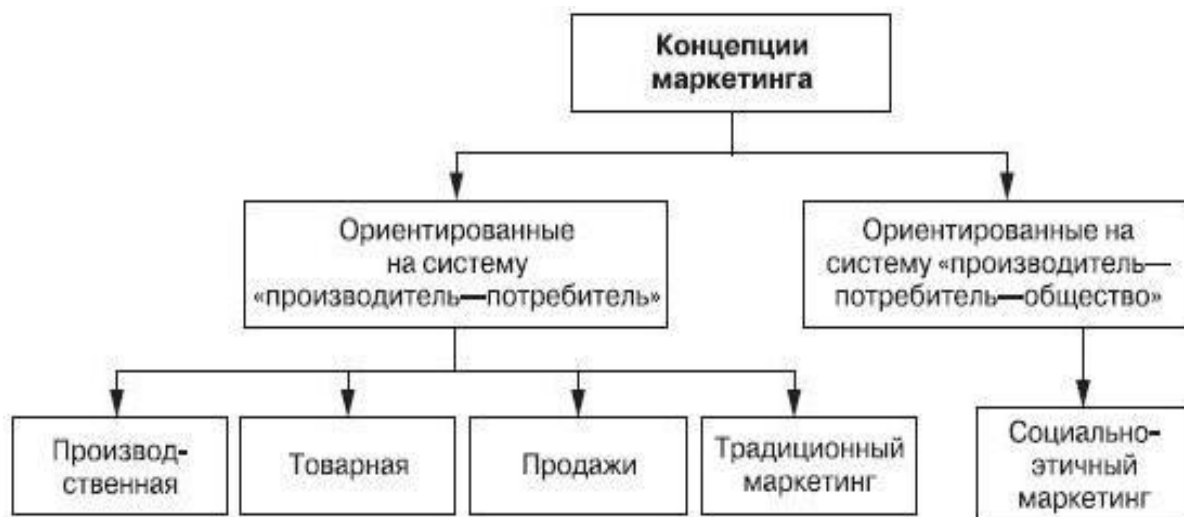 Концепции
маркетинга
Ориентированные
на систему
«производитель—потребитель»
Ориентированные на
систему «производитель—
потребитель—общество»
Производ-
ственная
Товарная
Продажи
Традиционный
маркетинг
Социально-
этичный
маркетинг